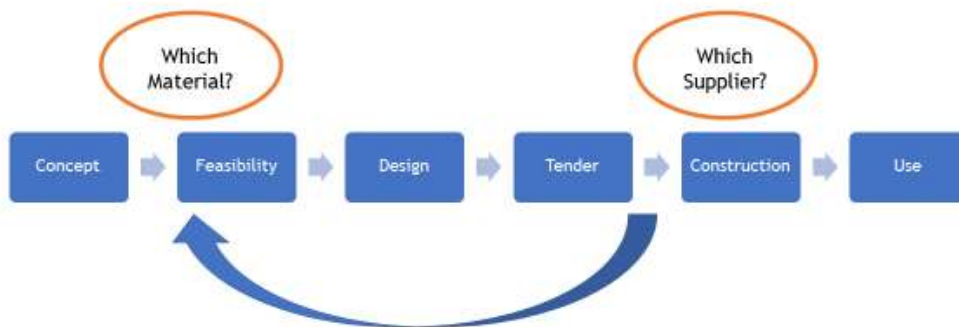 Which
Material?
Which
Supplier?
Concept
Feasibility
Design
Tender
Construction
Use